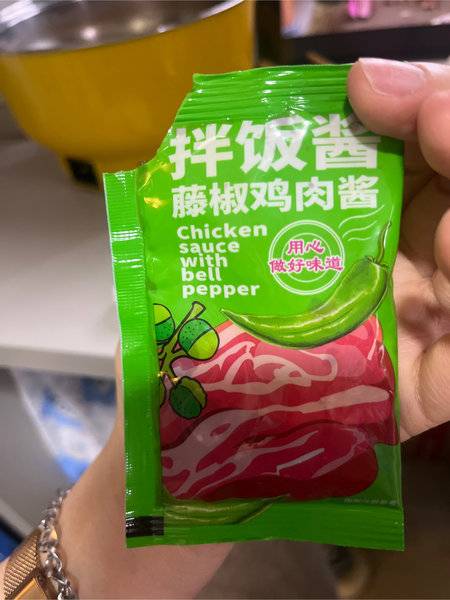 拌饭酱
藤椒鸡肉酱
Chicken
sauce
with
bell
pepper
用心
做好味道